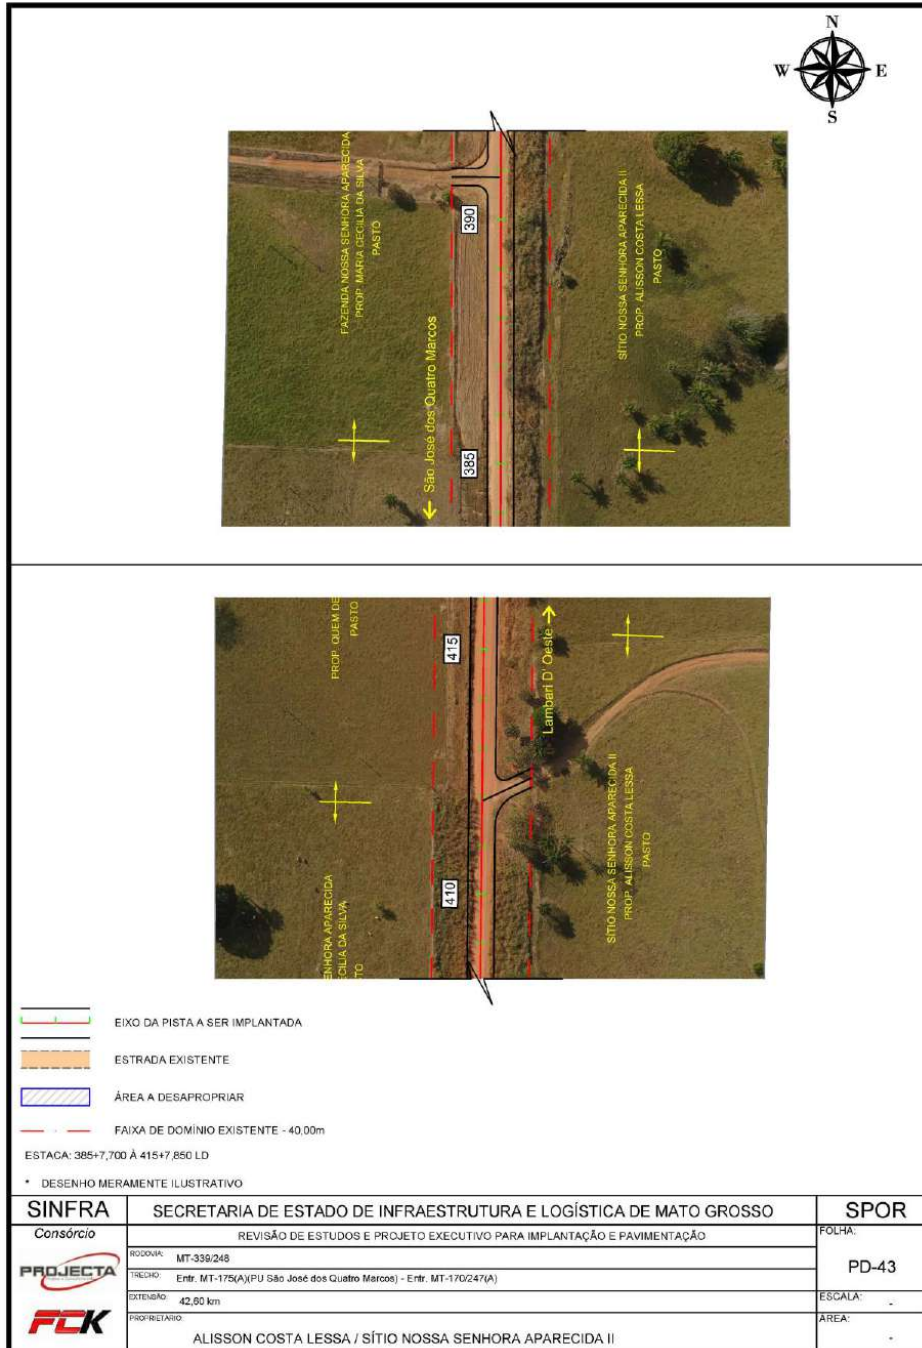 N
W E
S
FAZENDA NOSSA SENHORA APARECIDA
PROP. MARIA CECILIA DA SILVA
PASTO
390
São José dos Quatro Marcos
385
SÍTIO NOSSA SENHORA APARECIDA II
PROP. ALISSON COSTA LESSA
PASTO
PROP. QUEM DE
PASTO
415
Lambari D' Oeste
ENHORA APARECIDA
ECILIA DA SILVA
TO
410
SÍTIO NOSSA SENHORA APARECIDA II
PROP. ALISSON COSTA LESSA
PASTO
EIXO DA PISTA A SER IMPLANTADA
ESTRADA EXISTENTE
ÁREA A DESAPROPRIAR
FAIXA DE DOMÍNIO EXISTENTE - 40,00m
ESTACA: 385+7,700 À 415+7,850 LD
* DESENHO MERAMENTE ILUSTRATIVO
SINFRA
Consórcio
PROJECTA
FCK
SECRETARIA DE ESTADO DE INFRAESTRUTURA E LOGÍSTICA DE MATO GROSSO
REVISÃO DE ESTUDOS E PROJETO EXECUTIVO PARA IMPLANTAÇÃO E PAVIMENTAÇÃO
RODOVIA: MT-339/248
TRECHO: Entr. MT-175(A)(PU São José dos Quatro Marcos) - Entr. MT-170/247(A)
EXTENSÃO: 42,60 km
PROPRIETÁRIO:
ALISSON COSTA LESSA / SÍTIO NOSSA SENHORA APARECIDA II
SPOR
FOLHA:
PD-43
ESCALA:
-
ÁREA:
-